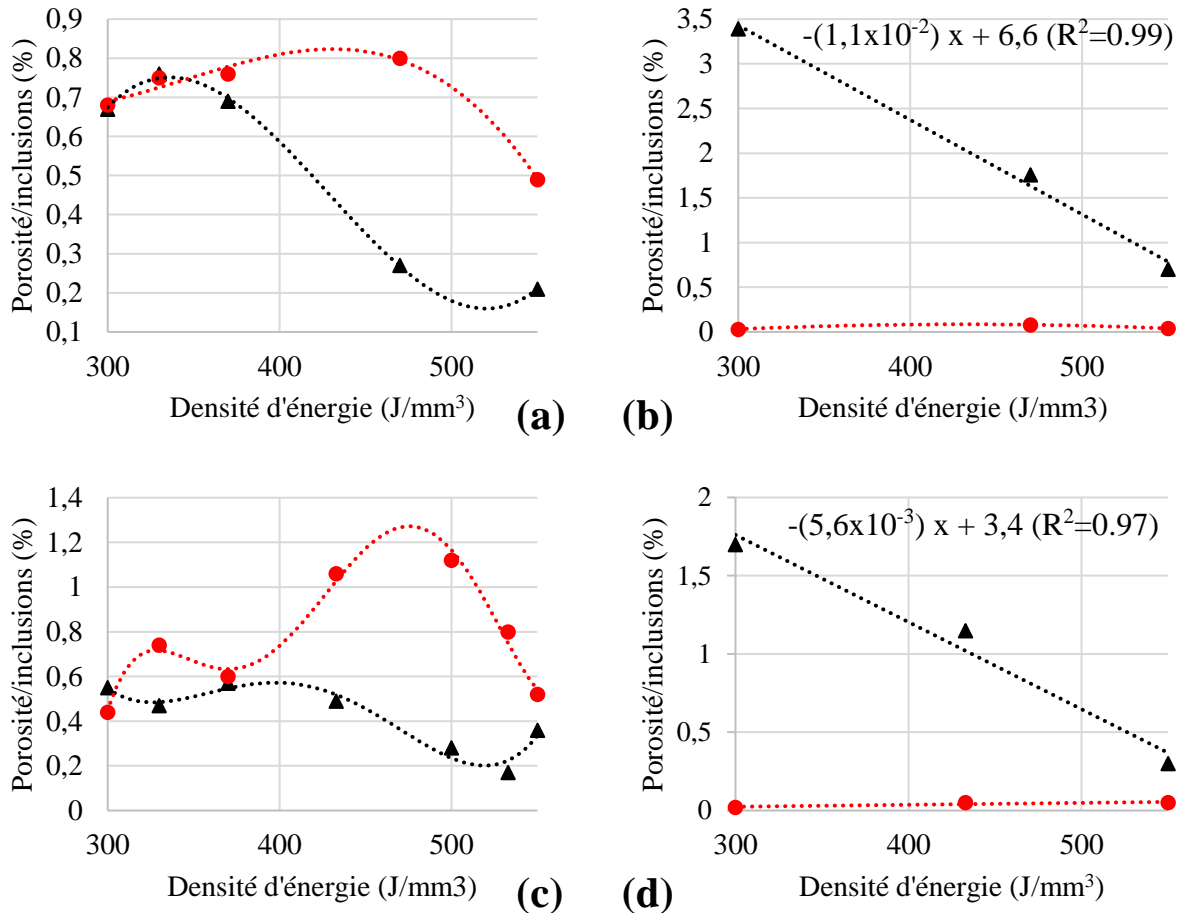 Porosité/inclusions (%)
0,9
0,8
0,7
0,6
0,5
0,4
0,3
0,2
0,1
300 400 500
Densité d'énergie (J/mm³)
(a)
Porosité/inclusions (%)
3,5
3
2,5
2
1,5
1
0,5
0
-(1,1x10⁻²) x + 6,6 (R²=0.99)
300 400 500
Densité d'énergie (J/mm3)
(b)
Porosité/inclusions (%)
1,4
1,2
1
0,8
0,6
0,4
0,2
0
300 400 500
Densité d'énergie (J/mm3)
(c)
Porosité/inclusions (%)
2
1,5
1
0,5
0
-(5,6x10⁻³) x + 3,4 (R²=0.97)
300 400 500
Densité d'énergie (J/mm³)
(d)